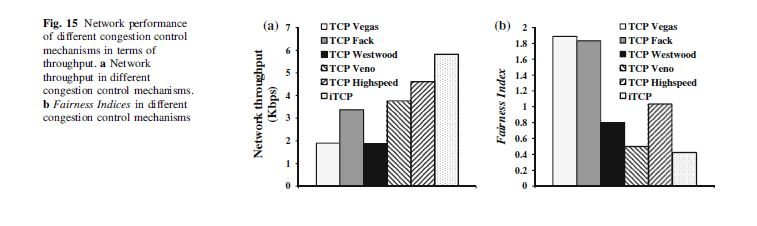 Fig. 15 Network performance
of different congestion control
mechanisms in terms of
throughput. a Network
throughput in different
congestion control mechanisms.
b Fairness Indices in different
congestion control mechanisms
(a)
Network throughput
(Kbps)
7
6
5
4
3
2
1
0
TCP Vegas
TCP Fack
TCP Westwood
TCP Veno
TCP Highspeed
iTCP
(b)
Fairness Index
2
1.8
1.6
1.4
1.2
1
0.8
0.6
0.4
0.2
0
TCP Vegas
TCP Fack
TCP Westwood
TCP Veno
TCP Highspeed
iTCP